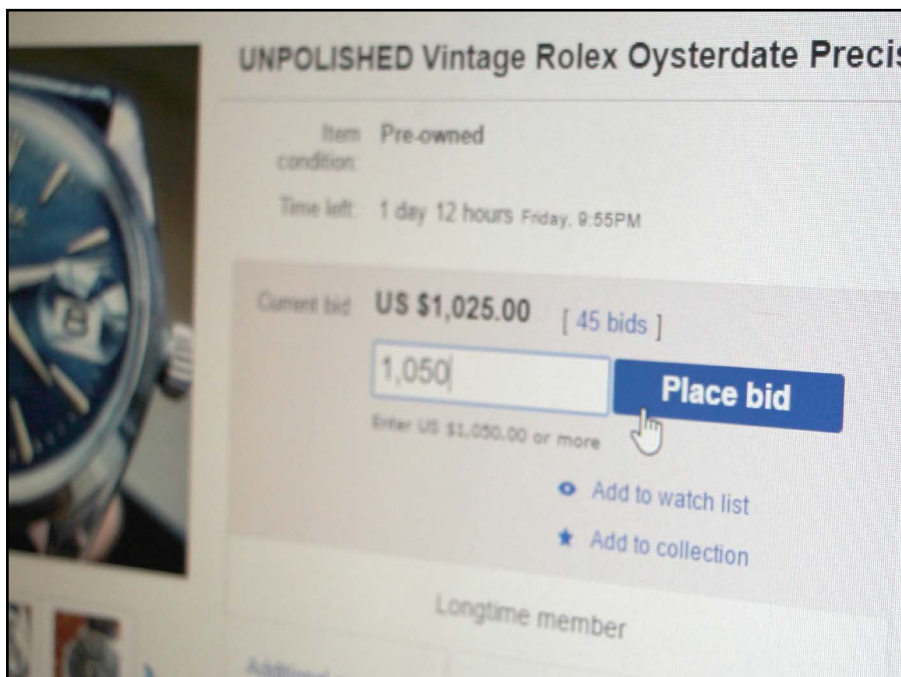 UNPOLISHED Vintage Rolex Oysterdate
Item condition: Pre-owned
Time left: 1 day 12 hours Friday, 9:55PM
Current bid: US $1,025.00 [ 45 bids ]
1,050
Place bid
Enter US $1,050.00 or more
Add to watch list
Add to collection
Longtime member